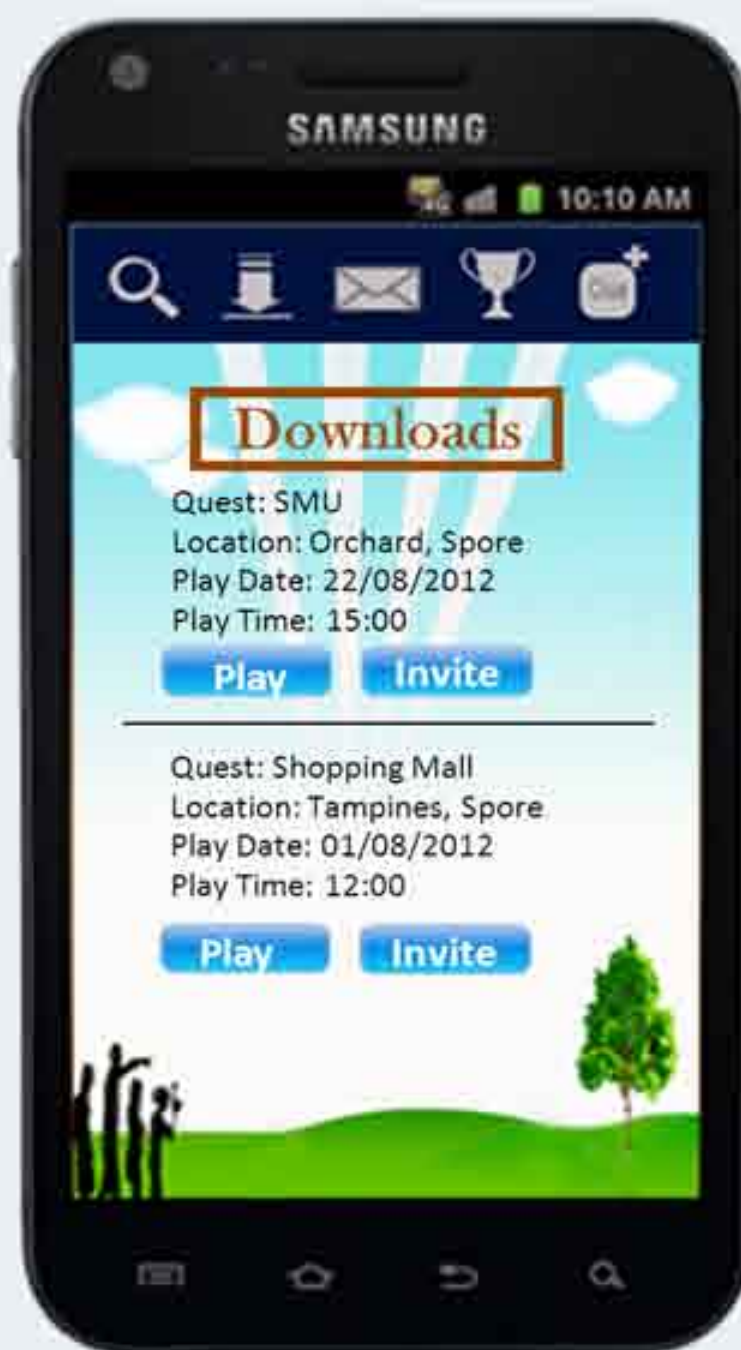 SAMSUNG
4G 10:10 AM
Downloads
Quest: SMU
Location: Orchard, Spore
Play Date: 22/08/2012
Play Time: 15:00
Play Invite
Quest: Shopping Mall
Location: Tampines, Spore
Play Date: 01/08/2012
Play Time: 12:00
Play Invite